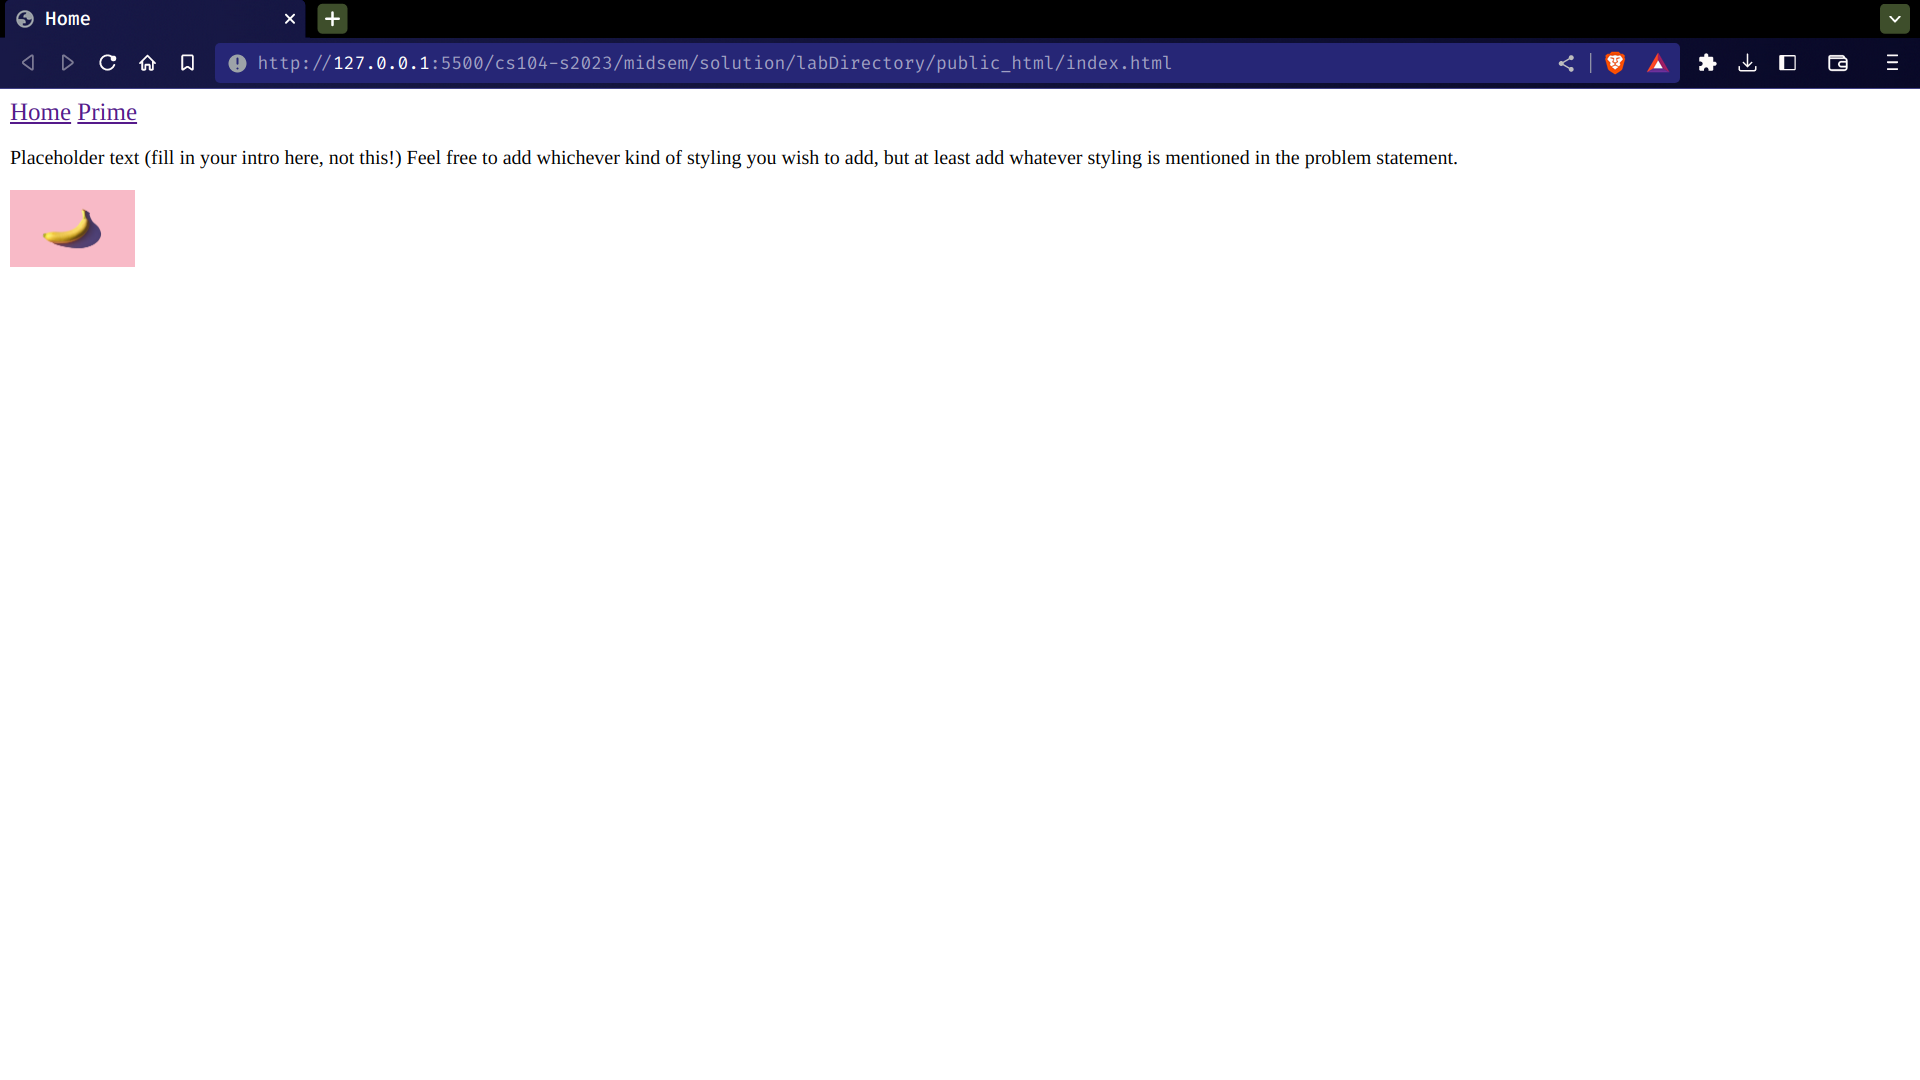 Home
http://127.0.0.1:5500/cs104-s2023/midsem/solution/labDirectory/public_html/index.html
Home Prime
Placeholder text (fill in your intro here, not this!) Feel free to add whichever kind of styling you wish to add, but at least add whatever styling is mentioned in the problem statement.